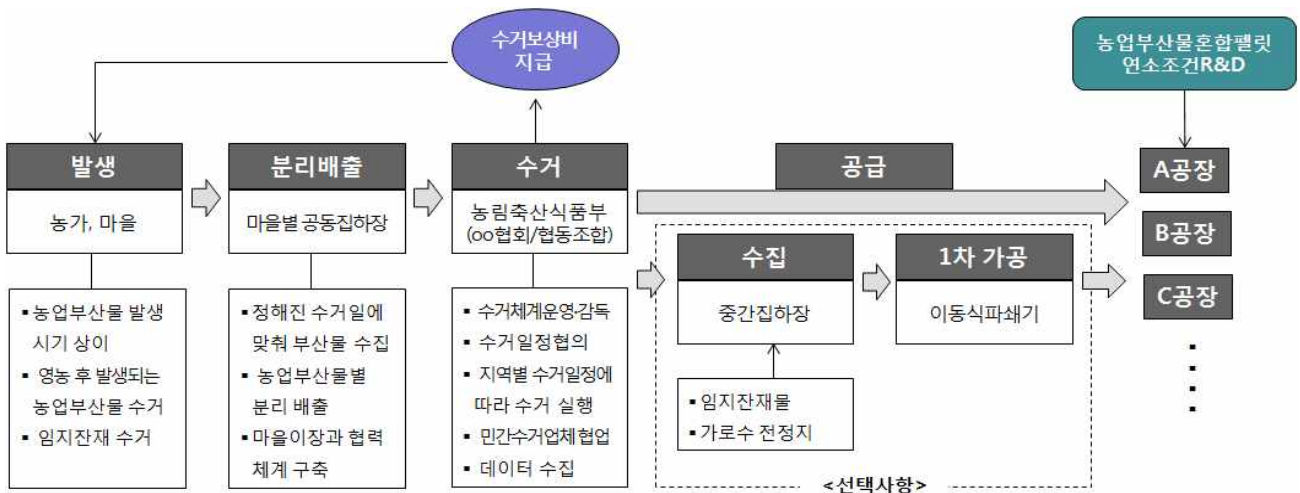 수거보상비
지급
농업부산물혼합펠릿
연소조건R&D
발생
농가, 마을
분리배출
마을별 공동집하장
수거
농림축산식품부
(oo협회/협동조합)
공급
A공장
B공장
C공장
수집
중간집하장
1차 가공
이동식파쇄기
▪ 농업부산물 발생
시기 상이
▪ 영농 후 발생되는
농업부산물 수거
▪ 임지잔재 수거
▪ 정해진 수거일에
맞춰 부산물 수집
▪ 농업부산물별
분리 배출
▪ 마을이장과 협력
체계 구축
▪ 수거체계운영·감독
▪ 수거일정협의
▪ 지역별 수거일정에
따라 수거 실행
▪ 민간수거업체 협업
▪ 데이터 수집
▪ 임지잔재물
▪ 가로수 전정지
<선택사항>